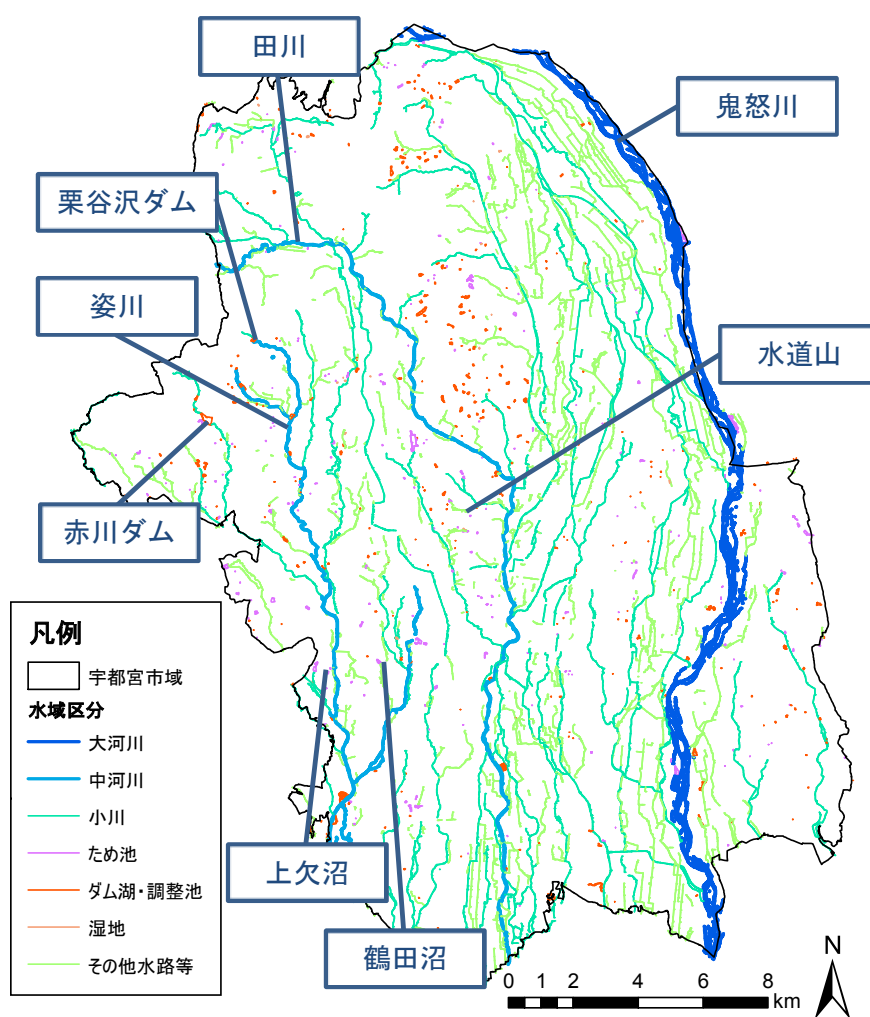 田川
鬼怒川
栗谷沢ダム
姿川
水道山
赤川ダム
凡例
宇都宮市域
水域区分
大河川
中河川
小川
ため池
ダム湖・調整池
湿地
その他水路等
上欠沼
鶴田沼
N
0 1 2 4 6 8
km